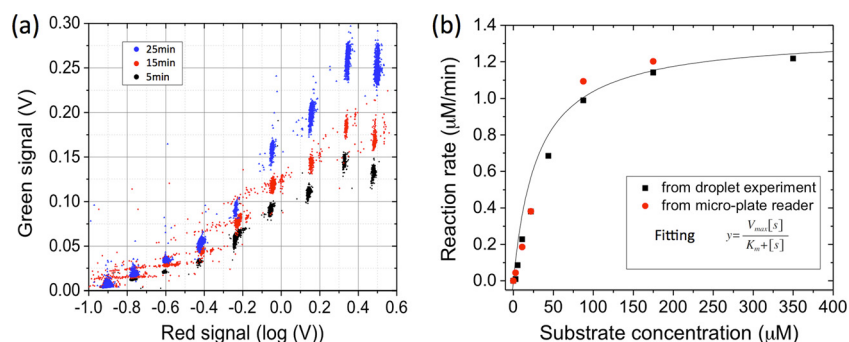 (a)
0.30
0.25
0.20
0.15
0.10
0.05
0.00
Green signal (V)
25min
15min
5min
-1.0 -0.8 -0.6 -0.4 -0.2 0.0 0.2 0.4 0.6
Red signal (log (V))
(b)
1.4
1.2
1.0
0.8
0.6
0.4
0.2
0.0
Reaction rate (μM/min)
from droplet experiment
from micro-plate reader
Fitting y=Vmax[s]/Km+[s]
0 50 100 150 200 250 300 350 400
Substrate concentration (μM)